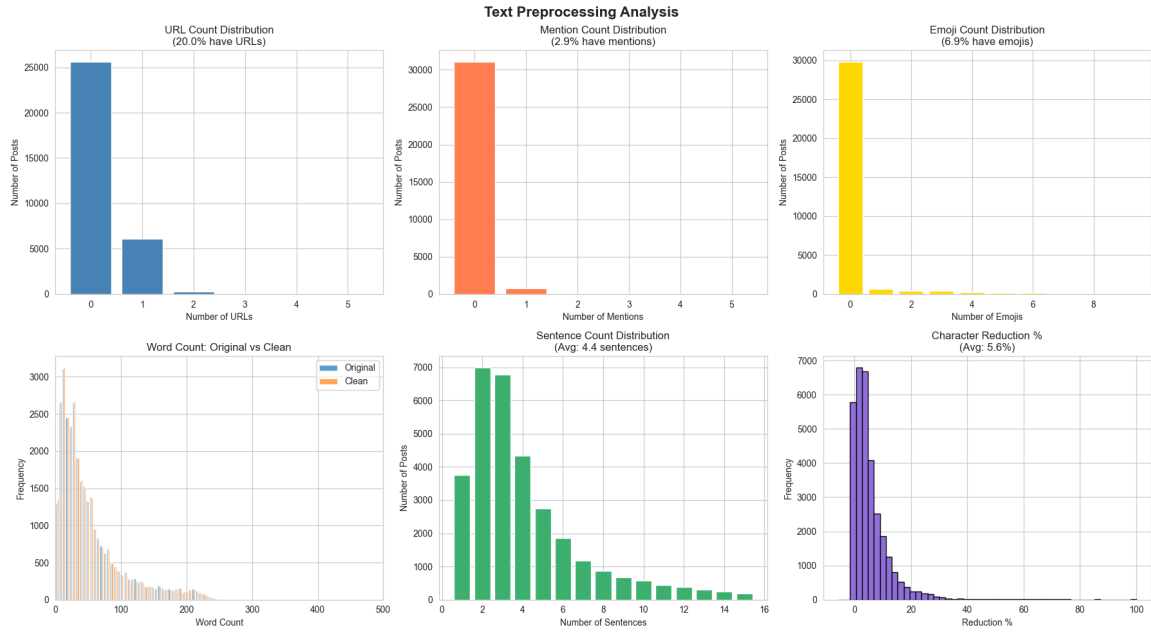 Text Preprocessing Analysis
URL Count Distribution
(20.0% have URLs)
Number of Posts
25000
20000
15000
10000
5000
0
0 1 2 3 4 5
Number of URLs
Mention Count Distribution
(2.9% have mentions)
Number of Posts
30000
25000
20000
15000
10000
5000
0
0 1 2 3 4 5
Number of Mentions
Emoji Count Distribution
(6.9% have emojis)
Number of Posts
30000
25000
20000
15000
10000
5000
0
0 2 4 6 8
Number of Emojis
Word Count: Original vs Clean
Original
Clean
Frequency
3000
2500
2000
1500
1000
500
0
0 100 200 300 400 500
Word Count
Sentence Count Distribution
(Avg: 4.4 sentences)
Number of Posts
7000
6000
5000
4000
3000
2000
1000
0
0 2 4 6 8 10 12 14 16
Number of Sentences
Character Reduction %
(Avg: 5.6%)
Frequency
7000
6000
5000
4000
3000
2000
1000
0
0 20 40 60 80 100
Reduction %